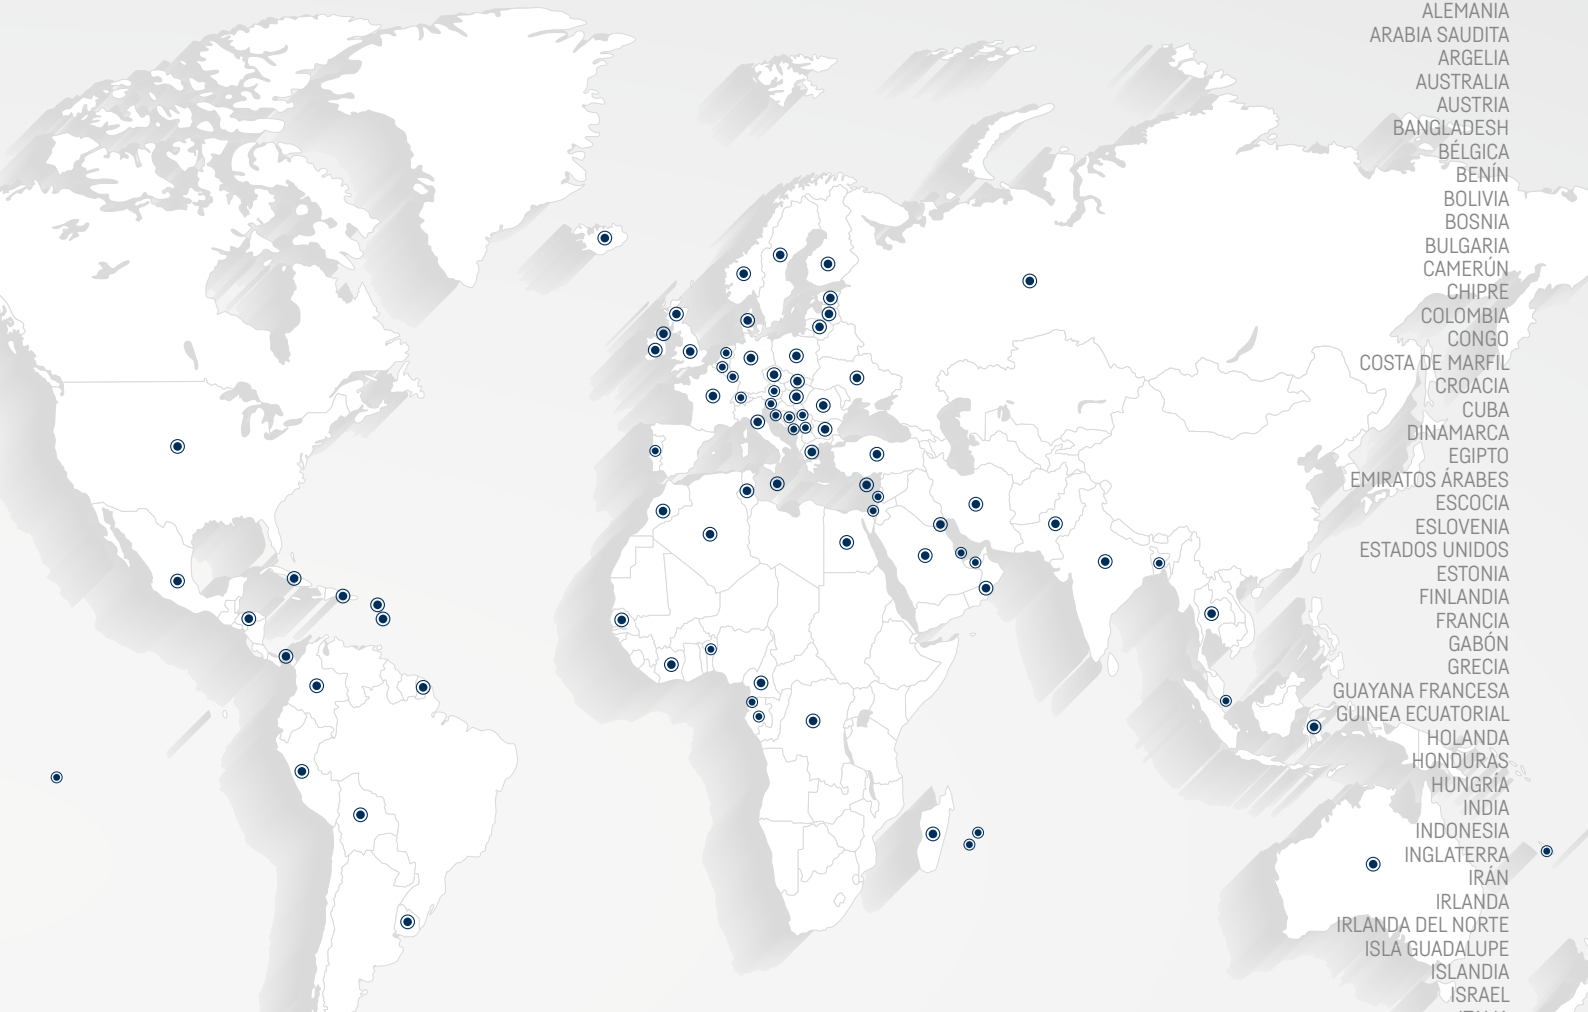 ALEMANIA
ARABIA SAUDITA
ARGELIA
AUSTRALIA
AUSTRIA
BANGLADESH
BÉLGICA
BENÍN
BOLIVIA
BOSNIA
BULGARIA
CAMERÚN
CHIPRE
COLOMBIA
CONGO
COSTA DE MARFIL
CROACIA
CUBA
DINAMARCA
EGIPTO
EMIRATOS ÁRABES
ESCOCIA
ESLOVENIA
ESTADOS UNIDOS
ESTONIA
FINLANDIA
FRANCIA
GABÓN
GRECIA
GUAYANA FRANCESA
GUINEA ECUATORIAL
HOLANDA
HONDURAS
HUNGRÍA
INDIA
INDONESIA
INGLATERRA
IRÁN
IRLANDA
IRLANDA DEL NORTE
ISLA GUADALUPE
ISLANDIA
ISRAEL